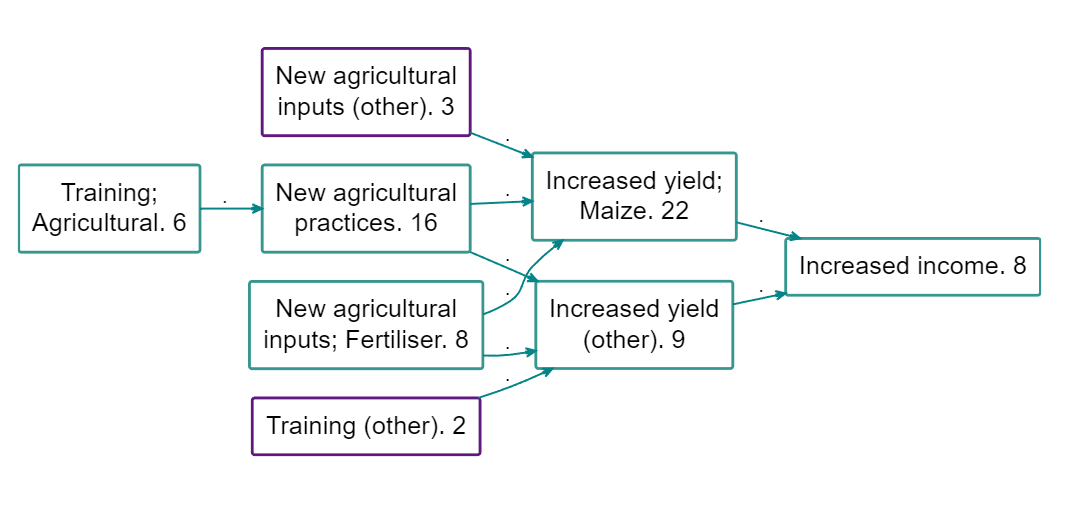 New agricultural
inputs (other). 3
Training;
Agricultural. 6
New agricultural
practices. 16
Increased yield;
Maize. 22
Increased income. 8
New agricultural
inputs; Fertiliser. 8
Increased yield
(other). 9
Training (other). 2